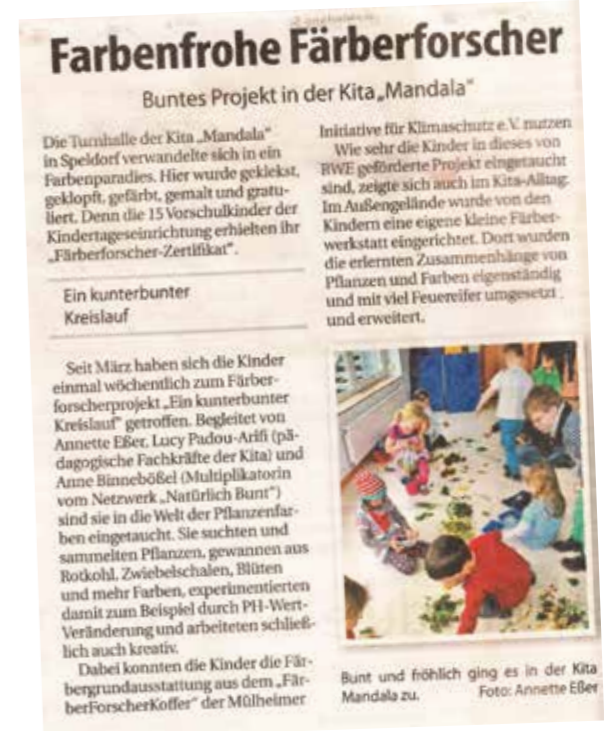 Farbenfrohe Färberforscher
Buntes Projekt in der Kita „Mandala"
Die Turnhalle der Kita „Mandala"
in Speldorf verwandelte sich in ein
Farbenparadies. Hier wurde gekleckst,
geklopft, gefärbt, gemalt und gratu-
liert. Denn die 15 Vorschulkinder der
Kindertageseinrichtung erhielten ihr
„Färberforscher-Zertifikat".
Ein kunterbunter
Kreislauf
Seit März haben sich die Kinder
einmal wöchentlich zum Färber-
forscherprojekt „Ein kunterbunter
Kreislauf" getroffen. Begleitet von
Annette Eßer, Lucy Padou-Arifi (pä-
dagogische Fachkräfte der Kita) und
Anne Binnebößel (Multiplikatorin
vom Netzwerk „Natürlich Bunt")
sind sie in die Welt der Pflanzenfar-
ben eingetaucht. Sie suchten und
sammelten Pflanzen, gewannen aus
Rotkohl, Zwiebelschalen, Blüten
und mehr Farben, experimentierten
damit zum Beispiel durch PH-Wert-
Veränderung und arbeiteten schließ-
lich auch kreativ.
Dabei konnten die Kinder die Fär-
bergrundausstattung aus dem „Fär-
berForscherKoffer" der Mülheimer
Initiative für Klimaschutz e.V. nutzen
Wie sehr die Kinder in dieses von
RWE geförderte Projekt eingetaucht
sind, zeigte sich auch im Kita-Alltag.
Im Außengelände wurde von den
Kindern eine eigene kleine Färber-
werkstatt eingerichtet. Dort wurden
die erlernten Zusammenhänge von
Pflanzen und Farben eigenständig
und mit viel Feuereifer umgesetzt
und erweitert.
Bunt und fröhlich ging es in der Kita
Mandala zu. Foto: Annette Eßer